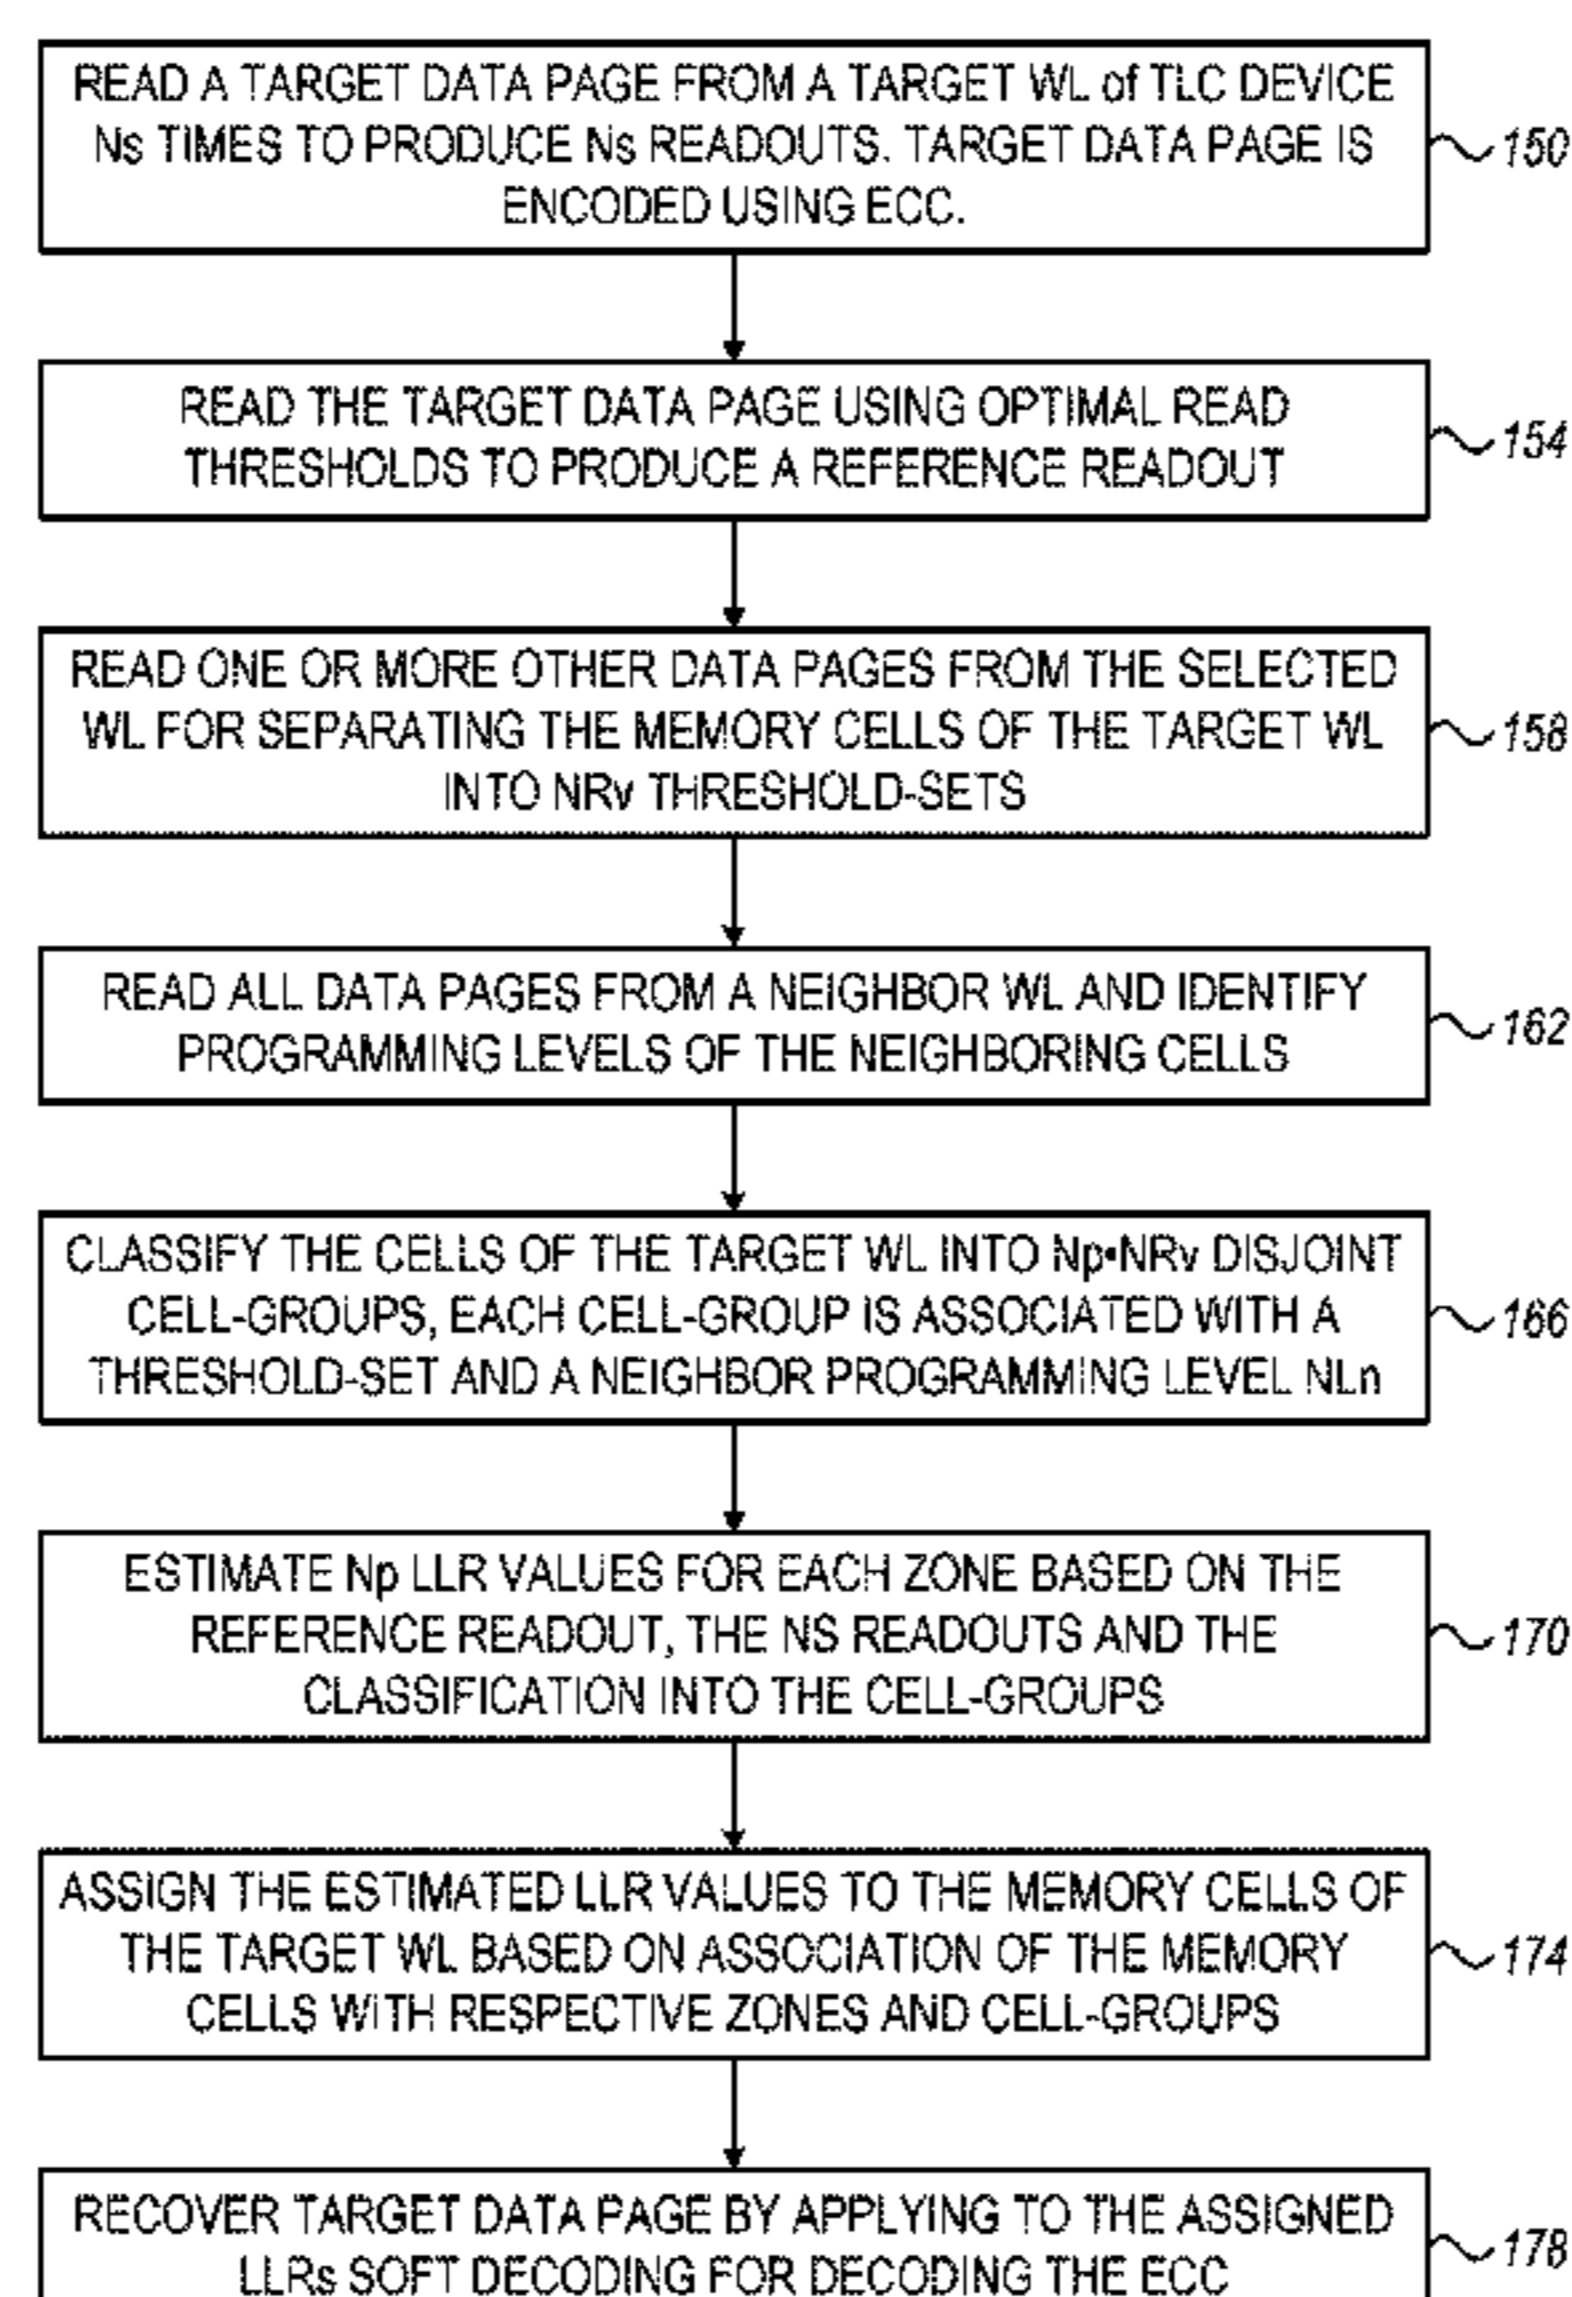 READ A TARGET DATA PAGE FROM A TARGET WL of TLC DEVICE
Ns TIMES TO PRODUCE Ns READOUTS. TARGET DATA PAGE IS
ENCODED USING ECC.
150
READ THE TARGET DATA PAGE USING OPTIMAL READ
THRESHOLDS TO PRODUCE A REFERENCE READOUT
154
READ ONE OR MORE OTHER DATA PAGES FROM THE SELECTED
WL FOR SEPARATING THE MEMORY CELLS OF THE TARGET WL
INTO NRv THRESHOLD-SETS
158
READ ALL DATA PAGES FROM A NEIGHBOR WL AND IDENTIFY
PROGRAMMING LEVELS OF THE NEIGHBORING CELLS
162
CLASSIFY THE CELLS OF THE TARGET WL INTO Np•NRv DISJOINT
CELL-GROUPS, EACH CELL-GROUP IS ASSOCIATED WITH A
THRESHOLD-SET AND A NEIGHBOR PROGRAMMING LEVEL NLn
166
ESTIMATE Np LLR VALUES FOR EACH ZONE BASED ON THE
REFERENCE READOUT, THE NS READOUTS AND THE
CLASSIFICATION INTO THE CELL-GROUPS
170
ASSIGN THE ESTIMATED LLR VALUES TO THE MEMORY CELLS OF
THE TARGET WL BASED ON ASSOCIATION OF THE MEMORY
CELLS WITH RESPECTIVE ZONES AND CELL-GROUPS
174
RECOVER TARGET DATA PAGE BY APPLYING TO THE ASSIGNED
LLRs SOFT DECODING FOR DECODING THE ECC
178